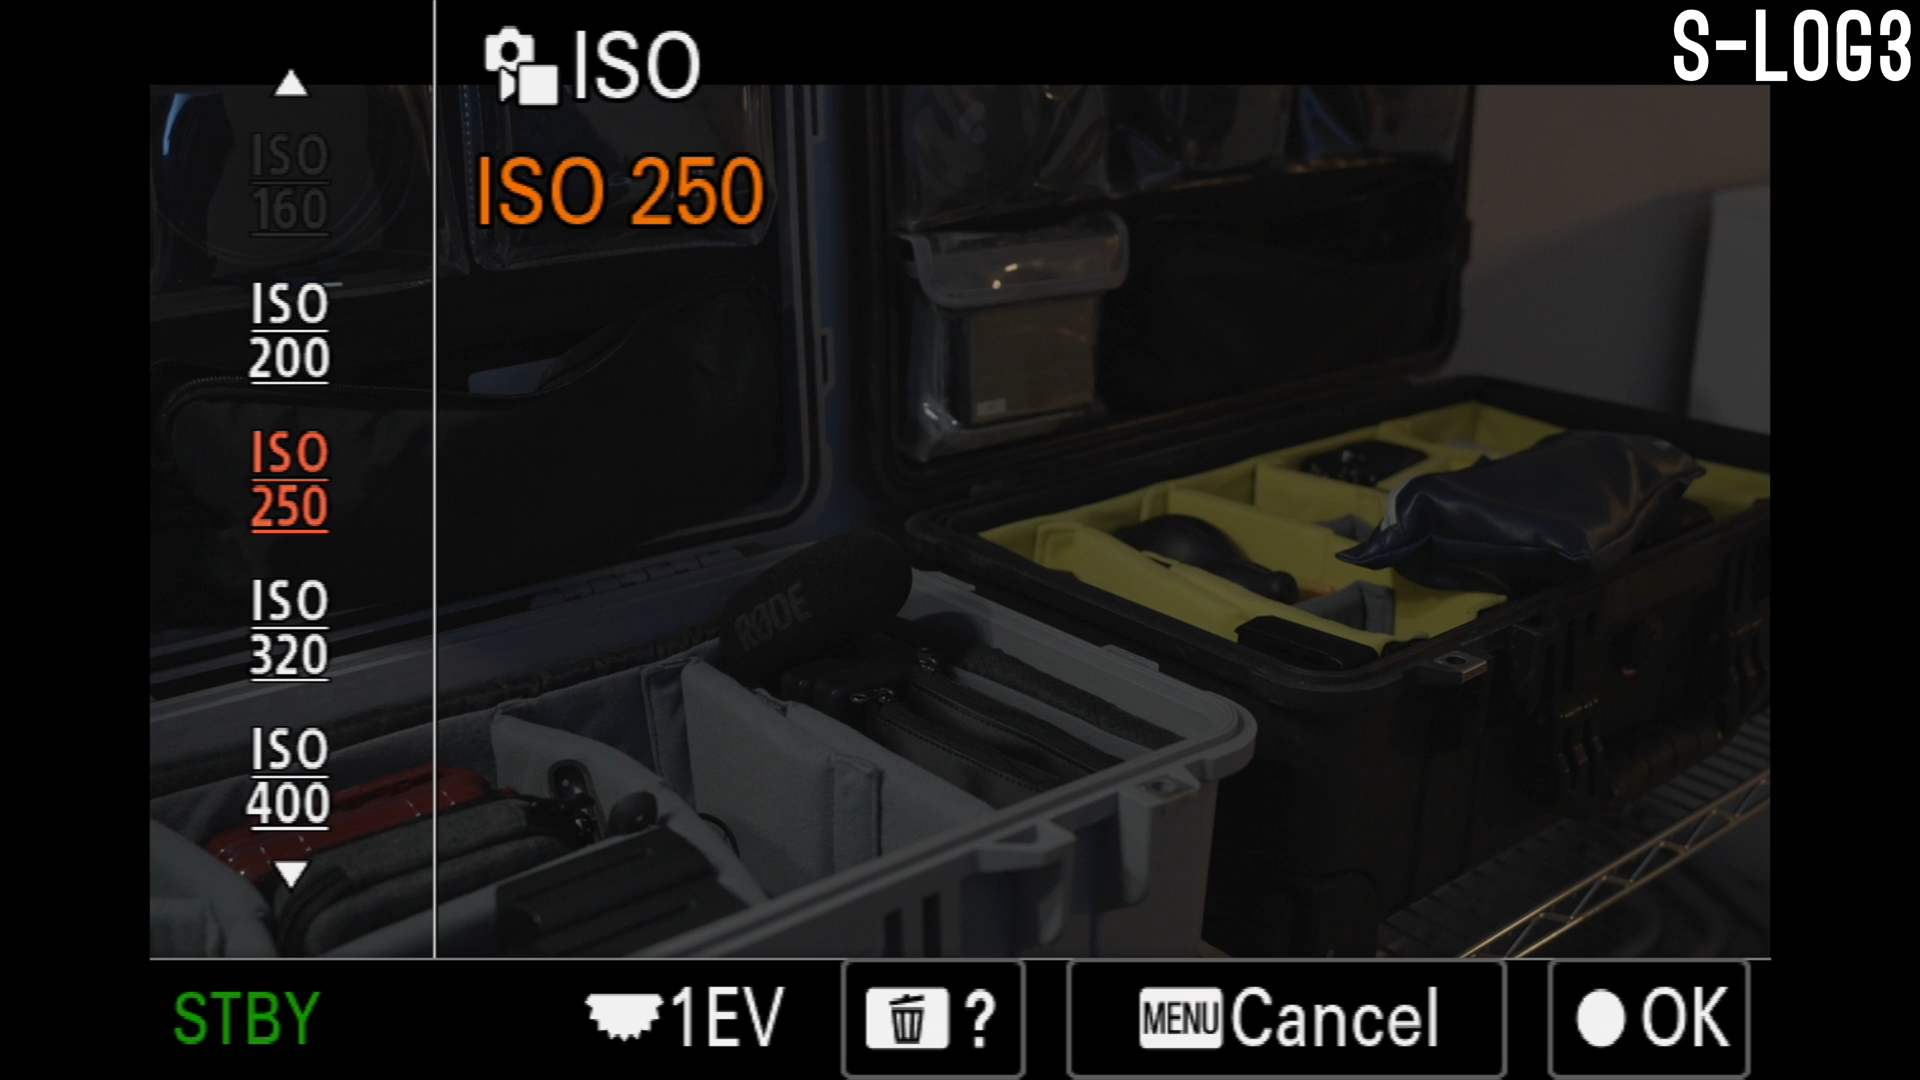 S-LOG3
ISO
ISO 250
ISO
160
ISO
200
ISO
250
ISO
320
ISO
400
RØDE
STBY
1EV
?
MENU Cancel
OK